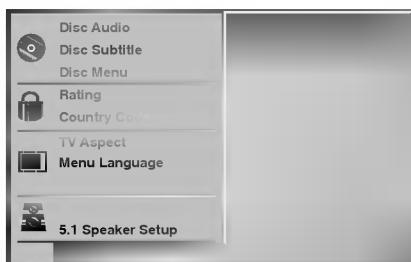 Disc Audio
Disc Subtitle
Disc Menu
Rating
Country
TV Aspect
Menu Language
5.1 Speaker Setup